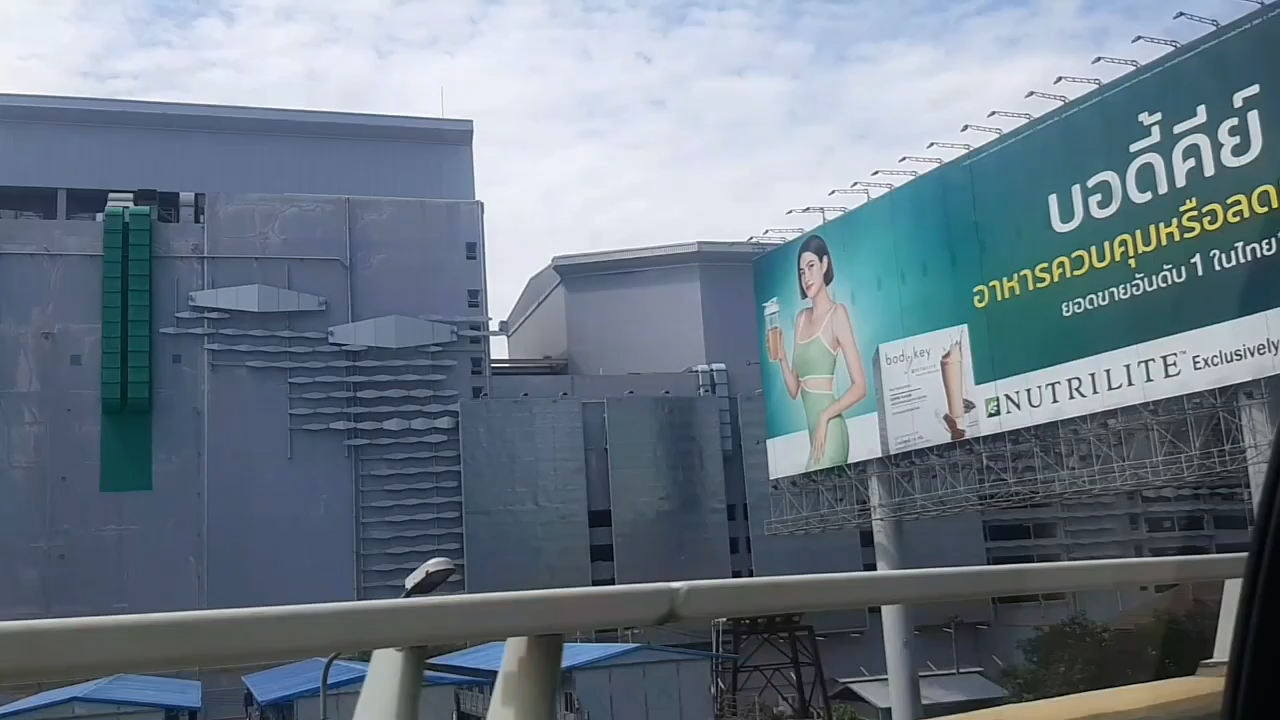 บอดี้คีย์
อาหารควบคุมหรือลด
ยอดขายอันดับ 1 ในไทย
body key
NUTRILITE™ Exclusively